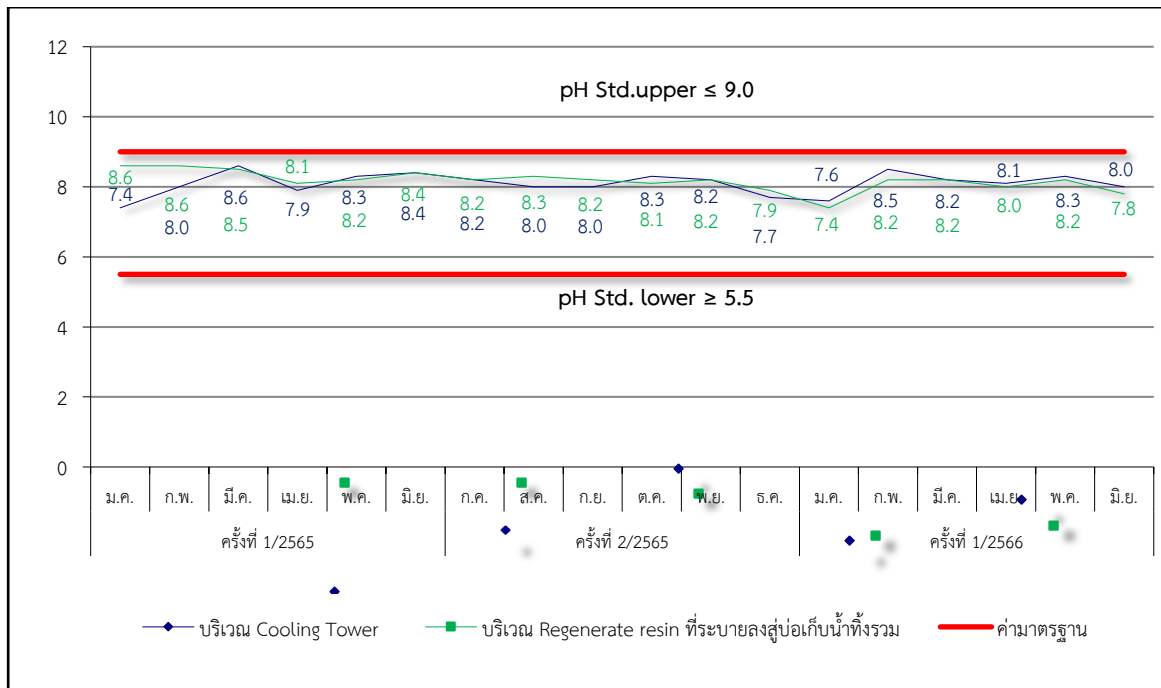 12
pH Std.upper ≤ 9.0
10
8.6 8.1 7.6 8.1 8.0
8
7.4 8.6 7.9 8.3 8.4 8.2 8.3 8.2 8.3 8.2 7.9 8.5 8.2 8.0 8.3 7.8
8.6 8.0 8.5 8.2 8.4 8.2 8.0 8.0 8.1 8.2 7.7 7.4 8.2 8.2 8.2
6
pH Std. lower ≥ 5.5
4
2
0
ม.ค. ก.พ. มี.ค. เม.ย. พ.ค. มิ.ย. ก.ค. ส.ค. ก.ย. ต.ค. พ.ย. ธ.ค. ม.ค. ก.พ. มี.ค. เม.ย. พ.ค. มิ.ย.
ครั้งที่ 1/2565 ครั้งที่ 2/2565 ครั้งที่ 1/2566
บริเวณ Cooling Tower บริเวณ Regenerate resin ที่ระบายลงสู่บ่อเก็บน้ำทิ้งรวม ค่ามาตรฐาน